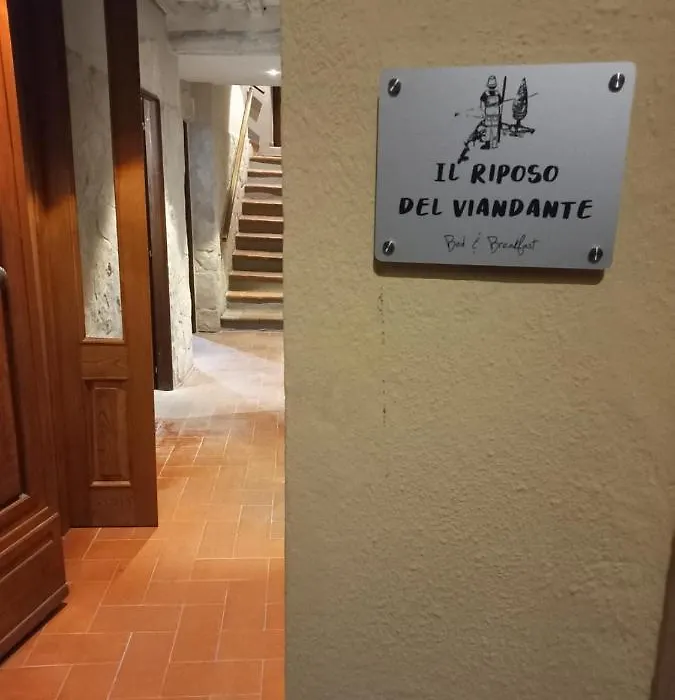 IL RIPOSO
DEL VIANDANTE
Bed & Breakfast